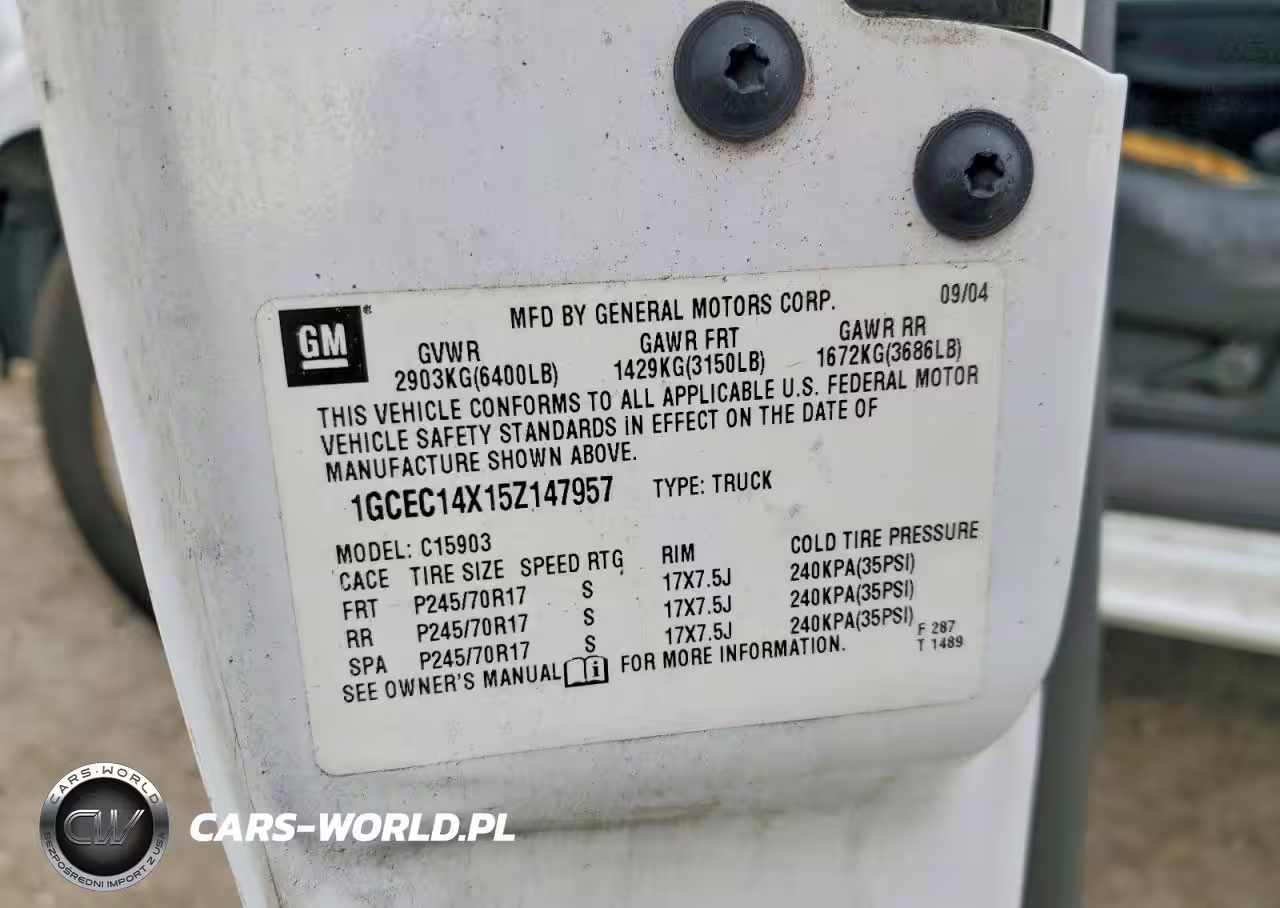 GM®
MFD BY GENERAL MOTORS CORP. 09/04
GVWR GAWR FRT GAWR RR
2903KG(6400LB) 1429KG(3150LB) 1672KG(3686LB)
THIS VEHICLE CONFORMS TO ALL APPLICABLE U.S. FEDERAL MOTOR
VEHICLE SAFETY STANDARDS IN EFFECT ON THE DATE OF
MANUFACTURE SHOWN ABOVE.
1GCEC14X15Z147957 TYPE: TRUCK
MODEL: C15903
CACE TIRE SIZE SPEED RTG RIM COLD TIRE PRESSURE
FRT P245/70R17 S 17X7.5J 240KPA(35PSI)
RR P245/70R17 S 17X7.5J 240KPA(35PSI)
SPA P245/70R17 S 17X7.5J 240KPA(35PSI)
SEE OWNER'S MANUAL FOR MORE INFORMATION.
F 287
T 1489
CARS-WORLD
CW
BEZPOŚREDNI IMPORT Z USA
CARS-WORLD.PL